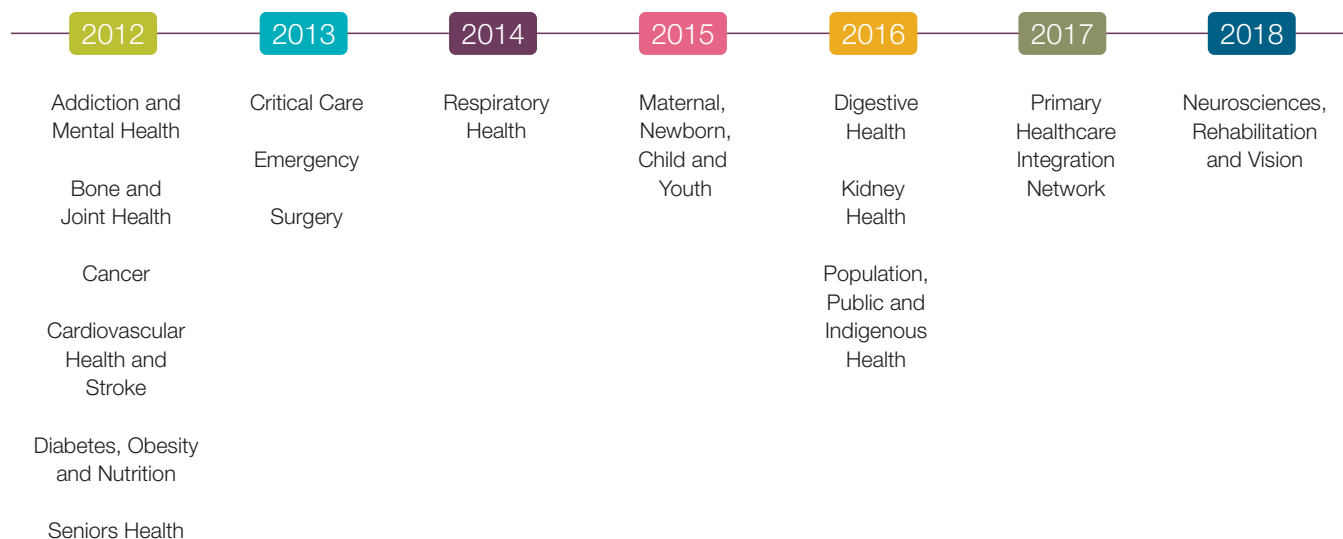 2012
Addiction and
Mental Health
Bone and
Joint Health
Cancer
Cardiovascular
Health and
Stroke
Diabetes, Obesity
and Nutrition
Seniors Health
2013
Critical Care
Emergency
Surgery
2014
Respiratory
Health
2015
Maternal,
Newborn,
Child and
Youth
2016
Digestive
Health
Kidney
Health
Population,
Public and
Indigenous
Health
2017
Primary
Healthcare
Integration
Network
2018
Neurosciences,
Rehabilitation
and Vision